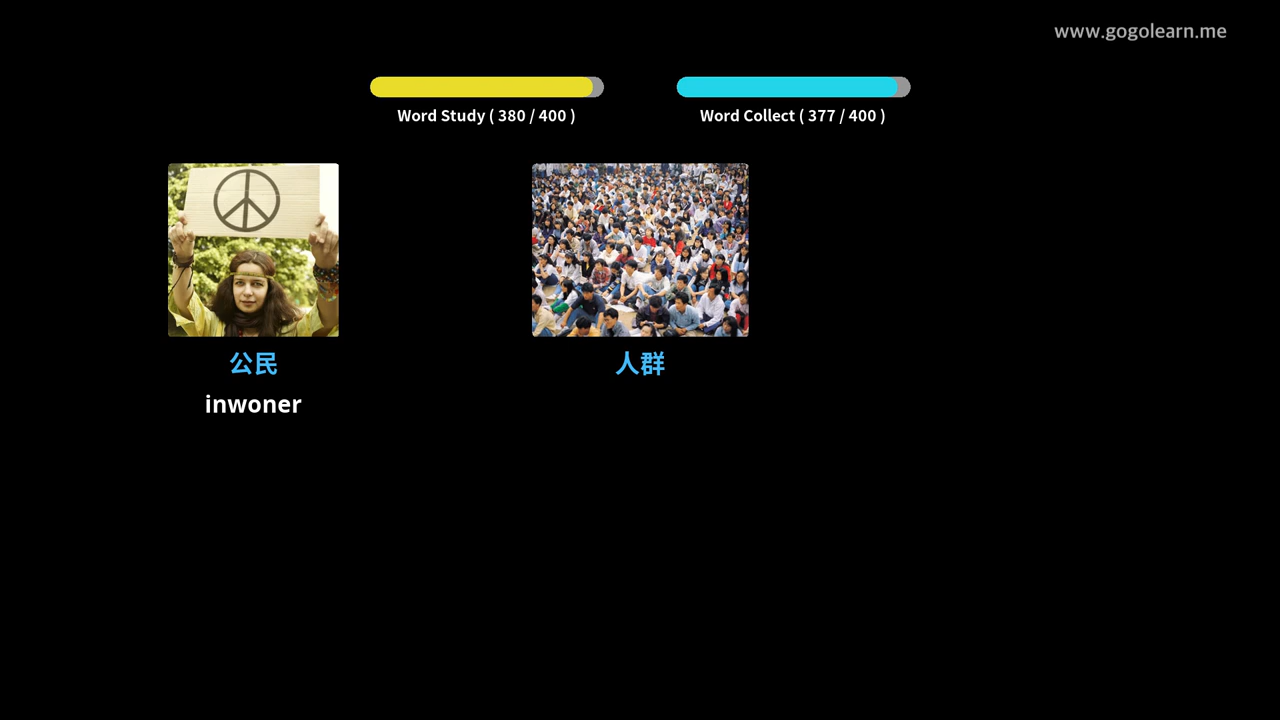 www.gogolearn.me
Word Study ( 380 / 400 )
Word Collect ( 377 / 400 )
公民
人群
inwoner